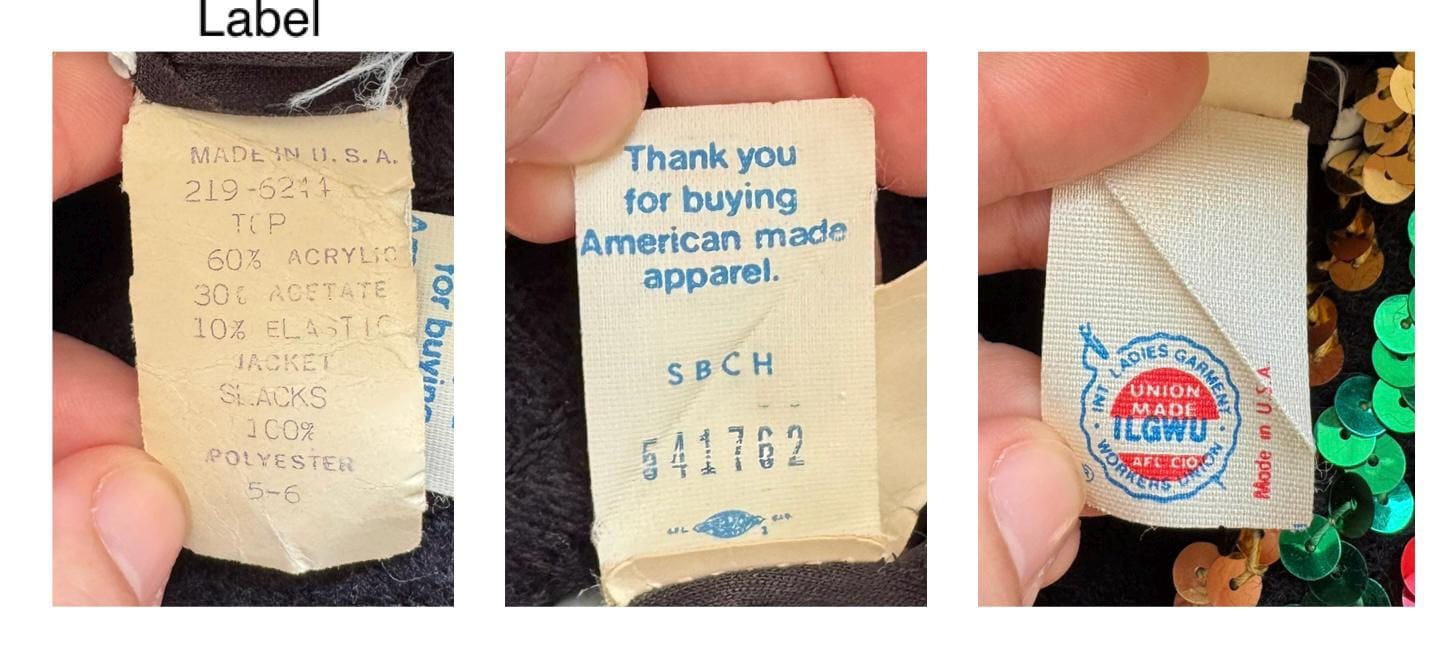 Label
MADE IN U. S. A.
TOP
60% ACRYLIC
ACETATE
10% ELASTIC
JACKET
SLACKS
100%
POLYESTER
5-6
for buying
Thank you
for buying
American made
apparel.
SBCH
541762
INT LADIES GARMENT
WORKERS UNION
UNION
MADE
ILGWU
AFL CIO
®
Made in U.S.A.